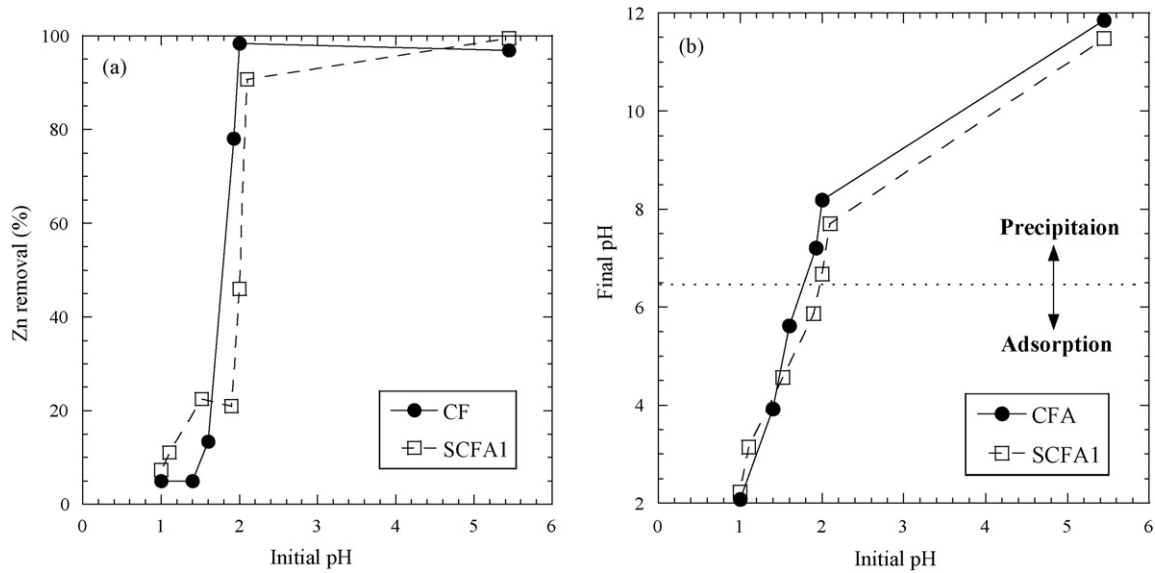 (a)
Zn removal (%)
100
80
60
40
20
0
0 1 2 3 4 5 6
Initial pH
CF
SCFA1
(b)
Final pH
12
10
8
6
4
2
0 1 2 3 4 5 6
Initial pH
Precipitaion
Adsorption
CFA
SCFA1